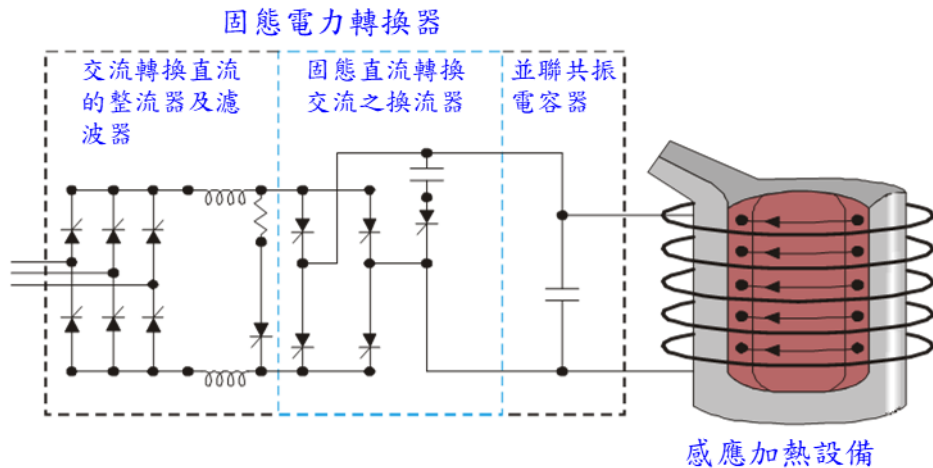 固態電力轉換器
交流轉換直流
的整流器及濾
波器
固態直流轉換
交流之換流器
並聯共振
電容器
感應加熱設備